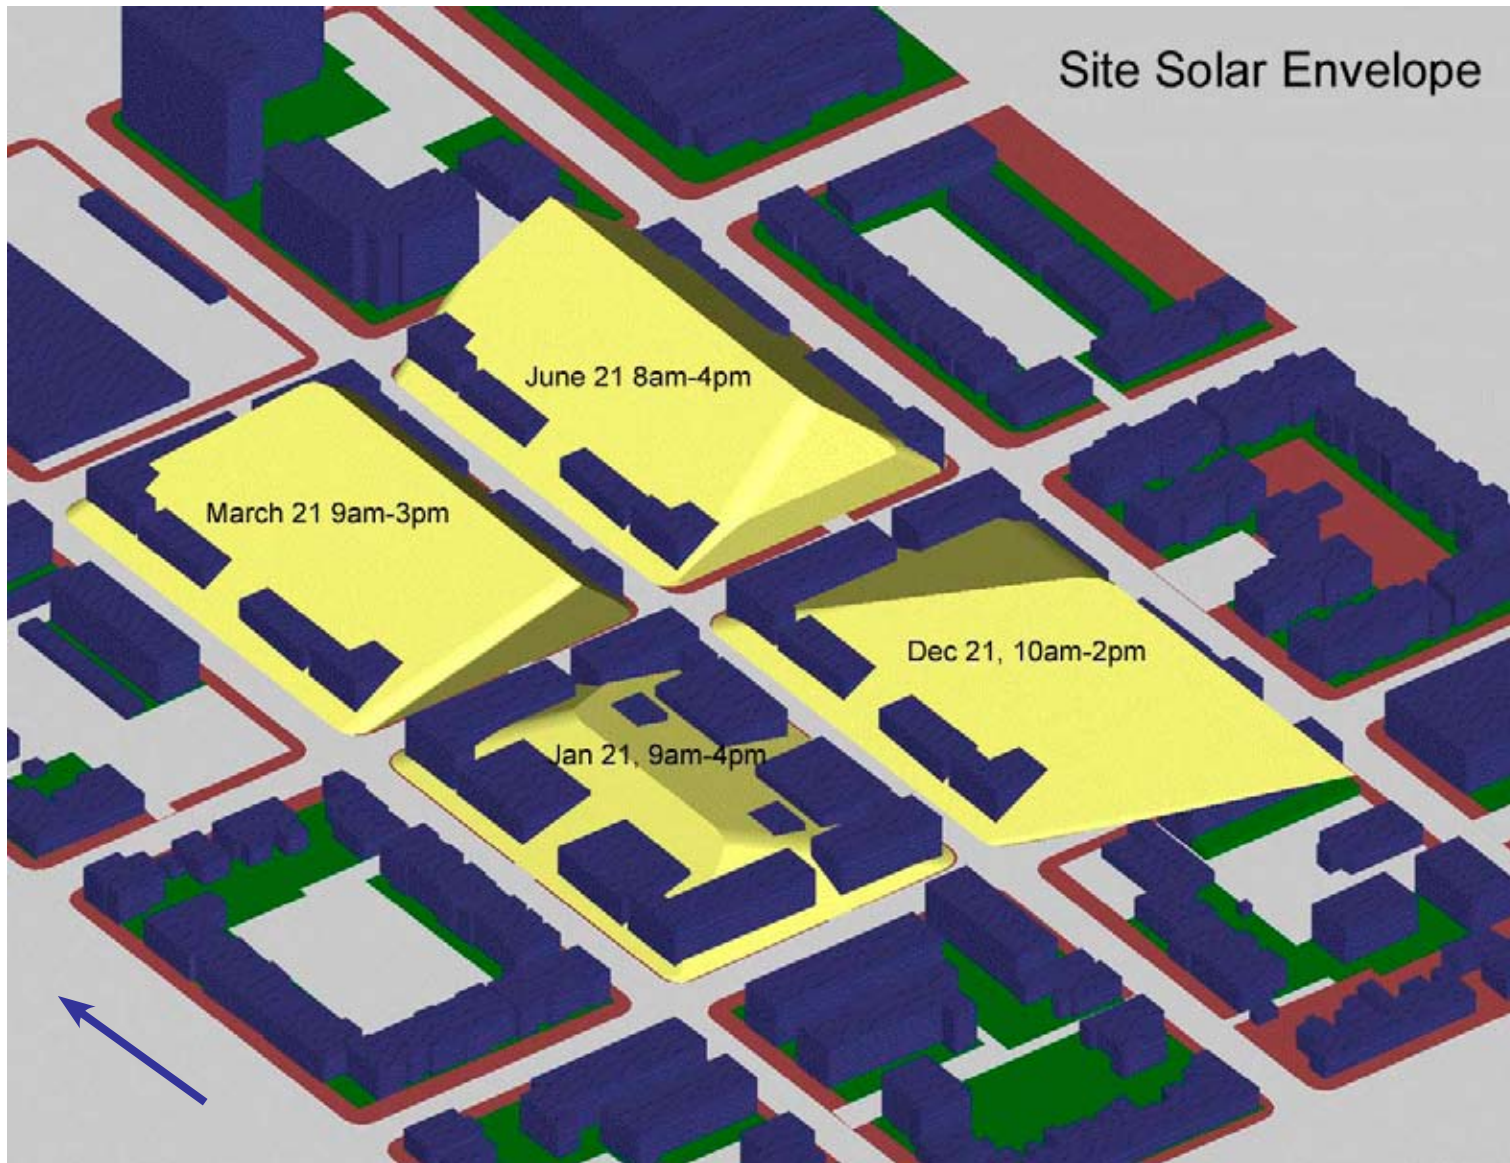 Site Solar Envelope
June 21 8am-4pm
March 21 9am-3pm
Dec 21, 10am-2pm
Jan 21, 9am-4pm